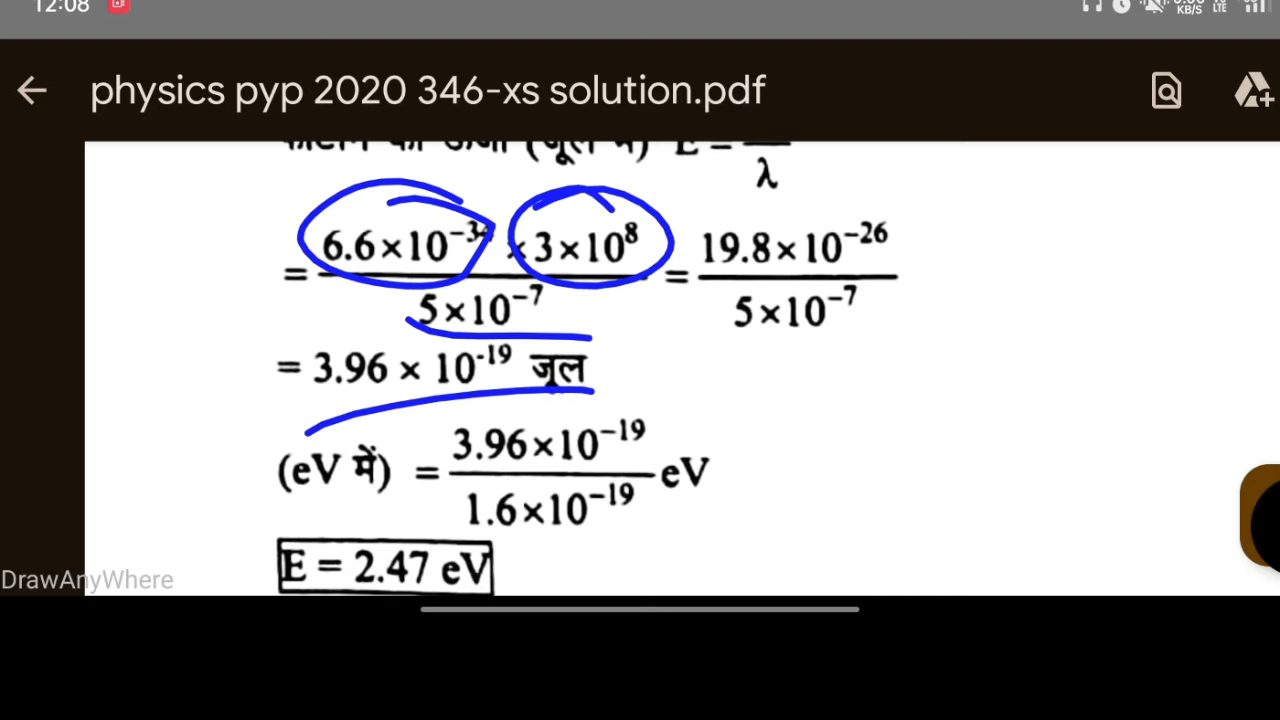 12:08 KB/S LTE
physics pyp 2020 346-xs solution.pdf
(जूल में) E = λ
= 6.6×10⁻³⁴ × 3×10⁸ / 5×10⁻⁷ = 19.8×10⁻²⁶ / 5×10⁻⁷
= 3.96 × 10⁻¹⁹ जूल
(eV में) = 3.96×10⁻¹⁹ / 1.6×10⁻¹⁹ eV
E = 2.47 eV
DrawAnyWhere